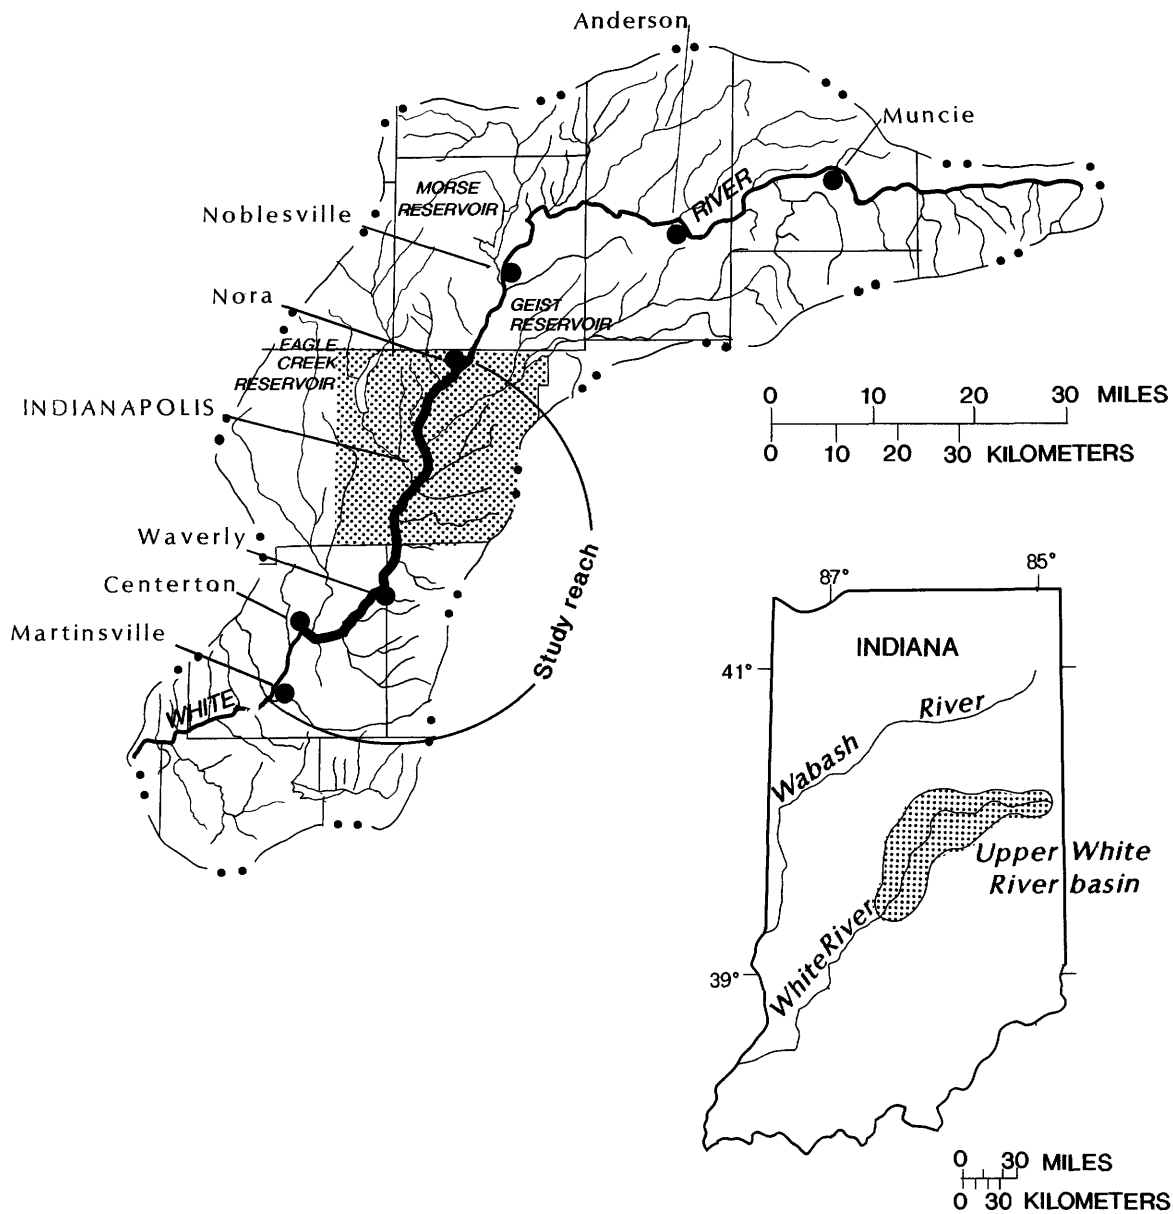 Anderson
Muncie
RIVER
MORSE
RESERVOIR
Noblesville
Nora
GEIST
RESERVOIR
EAGLE
CREEK
RESERVOIR
INDIANAPOLIS
0 10 20 30 MILES
0 10 20 30 KILOMETERS
Waverly
Centerton
Martinsville
Study reach
WHITE
87° 85°
INDIANA
41°
Wabash River
Upper White
River basin
White River
39°
0 30 MILES
0 30 KILOMETERS